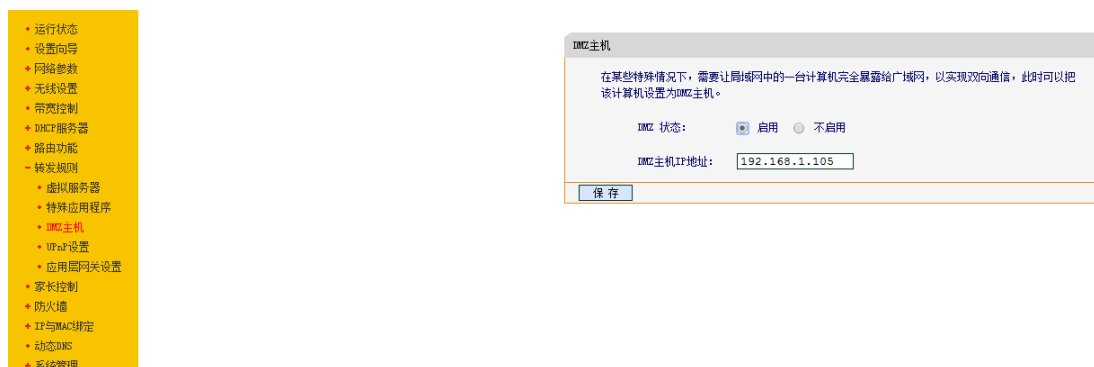 运行状态
设置向导
网络参数
无线设置
带宽控制
DHCP服务器
路由功能
转发规则
虚拟服务器
特殊应用程序
DMZ主机
UPnP设置
应用层网关设置
家长控制
防火墙
IP与MAC绑定
动态DNS
系统管理
DMZ主机
在某些特殊情况下，需要让局域网中的一台计算机完全暴露给广域网，以实现双向通信，此时可以把
该计算机设置为DMZ主机。
DMZ 状态： 启用 不启用
DMZ主机IP地址： 192.168.1.105
保 存